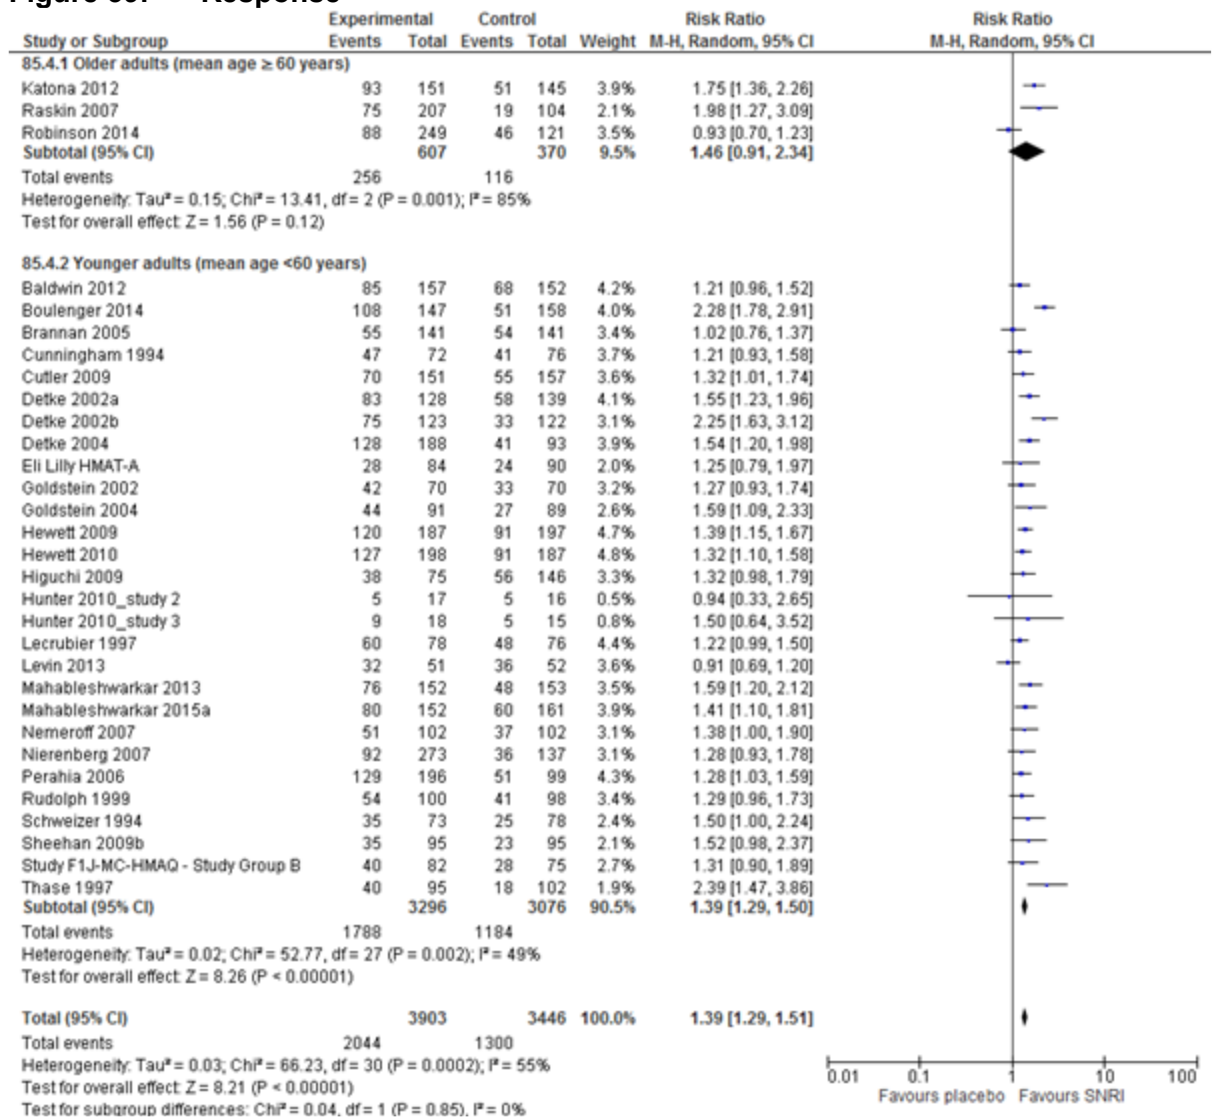 Figure Response
Experimental Control Risk Ratio Risk Ratio
Study or Subgroup Events Total Events Total Weight M-H, Random, 95% CI M-H, Random, 95% CI
85.4.1 Older adults (mean age ≥ 60 years)
Katona 2012 93 151 51 145 3.9% 1.75 [1.36, 2.26]
Raskin 2007 75 207 19 104 2.1% 1.98 [1.27, 3.09]
Robinson 2014 88 249 46 121 3.5% 0.93 [0.70, 1.23]
Subtotal (95% CI) 607 370 9.5% 1.46 [0.91, 2.34]
Total events 256 116
Heterogeneity: Tau² = 0.15; Chi² = 13.41, df = 2 (P = 0.001); I² = 85%
Test for overall effect: Z = 1.56 (P = 0.12)
85.4.2 Younger adults (mean age <60 years)
Baldwin 2012 85 157 68 152 4.2% 1.21 [0.96, 1.52]
Boulenger 2014 108 147 51 158 4.0% 2.28 [1.78, 2.91]
Brannan 2005 55 141 54 141 3.4% 1.02 [0.76, 1.37]
Cunningham 1994 47 72 41 76 3.7% 1.21 [0.93, 1.58]
Cutler 2009 70 151 55 157 3.6% 1.32 [1.01, 1.74]
Detke 2002a 83 128 58 139 4.1% 1.55 [1.23, 1.96]
Detke 2002b 75 123 33 122 3.1% 2.25 [1.63, 3.12]
Detke 2004 128 188 41 93 3.9% 1.54 [1.20, 1.98]
Eli Lilly HMAT-A 28 84 24 90 2.0% 1.25 [0.79, 1.97]
Goldstein 2002 42 70 33 70 3.2% 1.27 [0.93, 1.74]
Goldstein 2004 44 91 27 89 2.6% 1.59 [1.09, 2.33]
Hewett 2009 120 187 91 197 4.7% 1.39 [1.15, 1.67]
Hewett 2010 127 198 91 187 4.8% 1.32 [1.10, 1.58]
Higuchi 2009 38 75 56 146 3.3% 1.32 [0.98, 1.79]
Hunter 2010_study 2 5 17 5 16 0.5% 0.94 [0.33, 2.65]
Hunter 2010_study 3 9 18 5 15 0.8% 1.50 [0.64, 3.52]
Lecrubier 1997 60 78 48 76 4.4% 1.22 [0.99, 1.50]
Levin 2013 32 51 36 52 3.6% 0.91 [0.69, 1.20]
Mahableshwarkar 2013 76 152 48 153 3.5% 1.59 [1.20, 2.12]
Mahableshwarkar 2015a 80 152 60 161 3.9% 1.41 [1.10, 1.81]
Nemeroff 2007 51 102 37 102 3.1% 1.38 [1.00, 1.90]
Nierenberg 2007 92 273 36 137 3.1% 1.28 [0.93, 1.78]
Perahia 2006 129 196 51 99 4.3% 1.28 [1.03, 1.59]
Rudolph 1999 54 100 41 98 3.4% 1.29 [0.96, 1.73]
Schweizer 1994 35 73 25 78 2.4% 1.50 [1.00, 2.24]
Sheehan 2009b 35 95 23 95 2.1% 1.52 [0.98, 2.37]
Study F1J-MC-HMAQ - Study Group B 40 82 28 75 2.7% 1.31 [0.90, 1.89]
Thase 1997 40 95 18 102 1.9% 2.39 [1.47, 3.86]
Subtotal (95% CI) 3296 3076 90.5% 1.39 [1.29, 1.50]
Total events 1788 1184
Heterogeneity: Tau² = 0.02; Chi² = 52.77, df = 27 (P = 0.002); I² = 49%
Test for overall effect: Z = 8.26 (P < 0.00001)
Total (95% CI) 3903 3446 100.0% 1.39 [1.29, 1.51]
Total events 2044 1300
Heterogeneity: Tau² = 0.03; Chi² = 66.23, df = 30 (P = 0.0002); I² = 55%
Test for overall effect: Z = 8.21 (P < 0.00001)
Test for subgroup differences: Chi² = 0.04, df = 1 (P = 0.85), I² = 0%
0.01 0.1 1 10 100
Favours placebo Favours SNRI